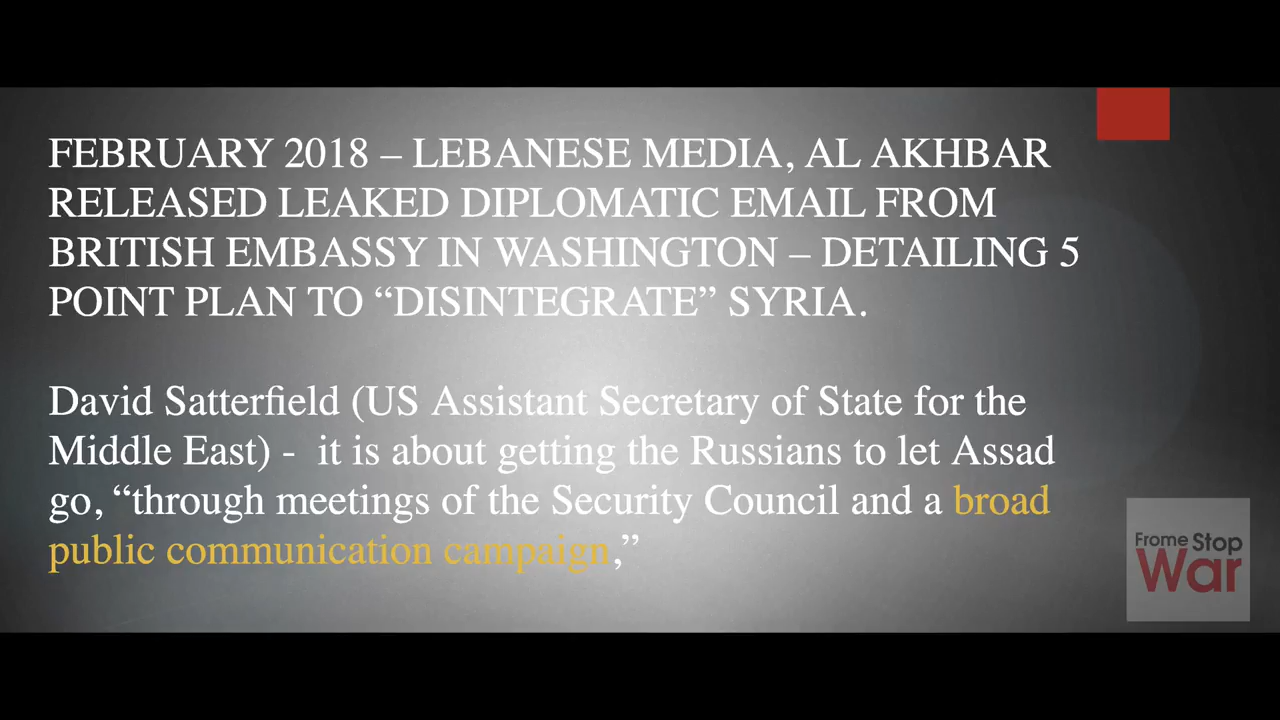 FEBRUARY 2018 – LEBANESE MEDIA, AL AKHBAR
RELEASED LEAKED DIPLOMATIC EMAIL FROM
BRITISH EMBASSY IN WASHINGTON – DETAILING 5
POINT PLAN TO “DISINTEGRATE” SYRIA.
David Satterfield (US Assistant Secretary of State for the
Middle East) -  it is about getting the Russians to let Assad
go, “through meetings of the Security Council and a broad
public communication campaign,”
Frome Stop
War